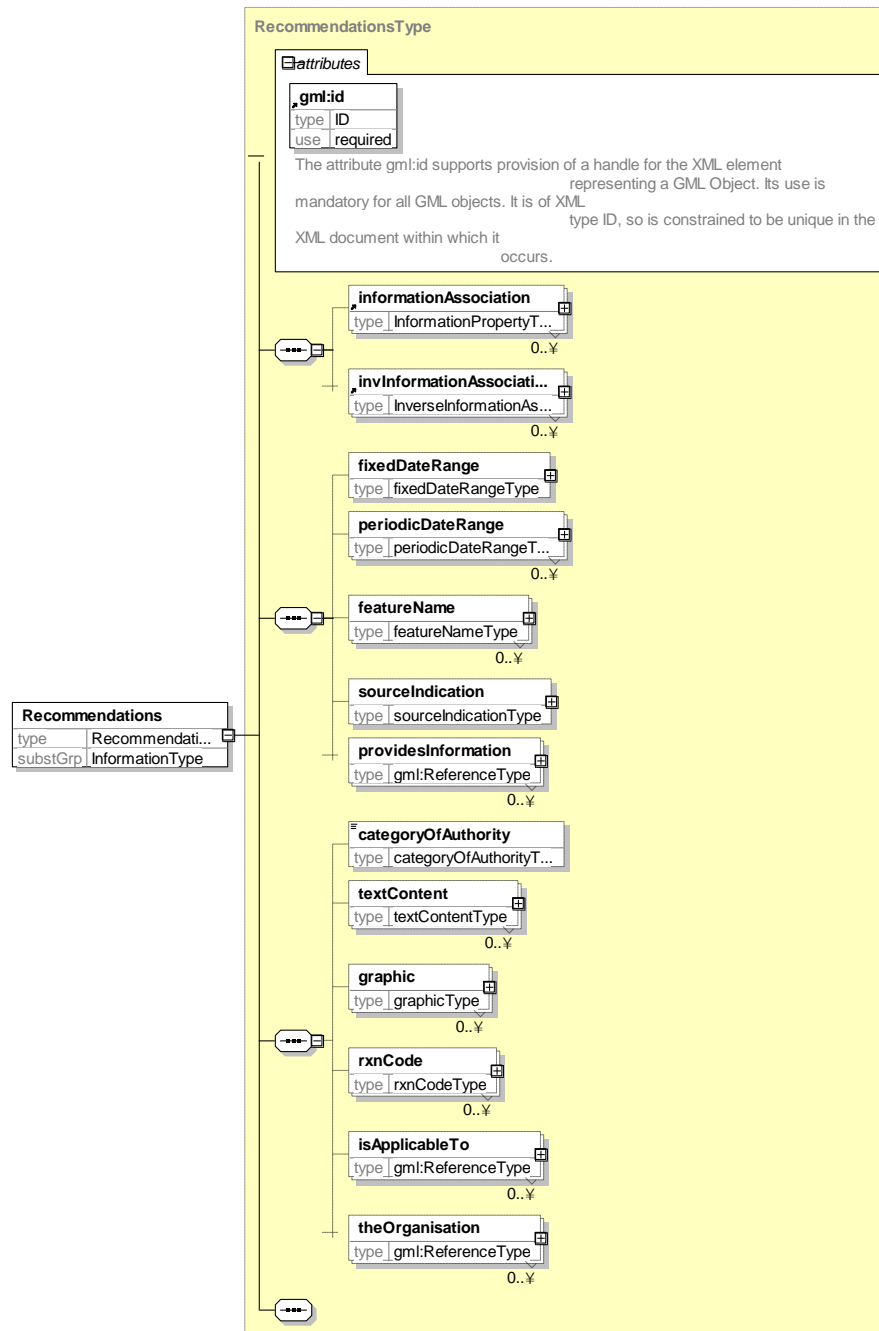 RecommendationsType
attributes
gml:id
type ID
use required
The attribute gml:id supports provision of a handle for the XML element
representing a GML Object. Its use is
mandatory for all GML objects. It is of XML
type ID, so is constrained to be unique in the
XML document within which it
occurs.
informationAssociation
type InformationPropertyT...
0..¥
invInformationAssociati...
type InverseInformationAs...
0..¥
fixedDateRange
type fixedDateRangeType
periodicDateRange
type periodicDateRangeT...
0..¥
featureName
type featureNameType
0..¥
sourceIndication
type sourceIndicationType
Recommendations
type Recommendati...
substGrp InformationType
providesInformation
type gml:ReferenceType
0..¥
categoryOfAuthority
type categoryOfAuthorityT...
textContent
type textContentType
0..¥
graphic
type graphicType
0..¥
rxnCode
type rxnCodeType
0..¥
isApplicableTo
type gml:ReferenceType
0..¥
theOrganisation
type gml:ReferenceType
0..¥